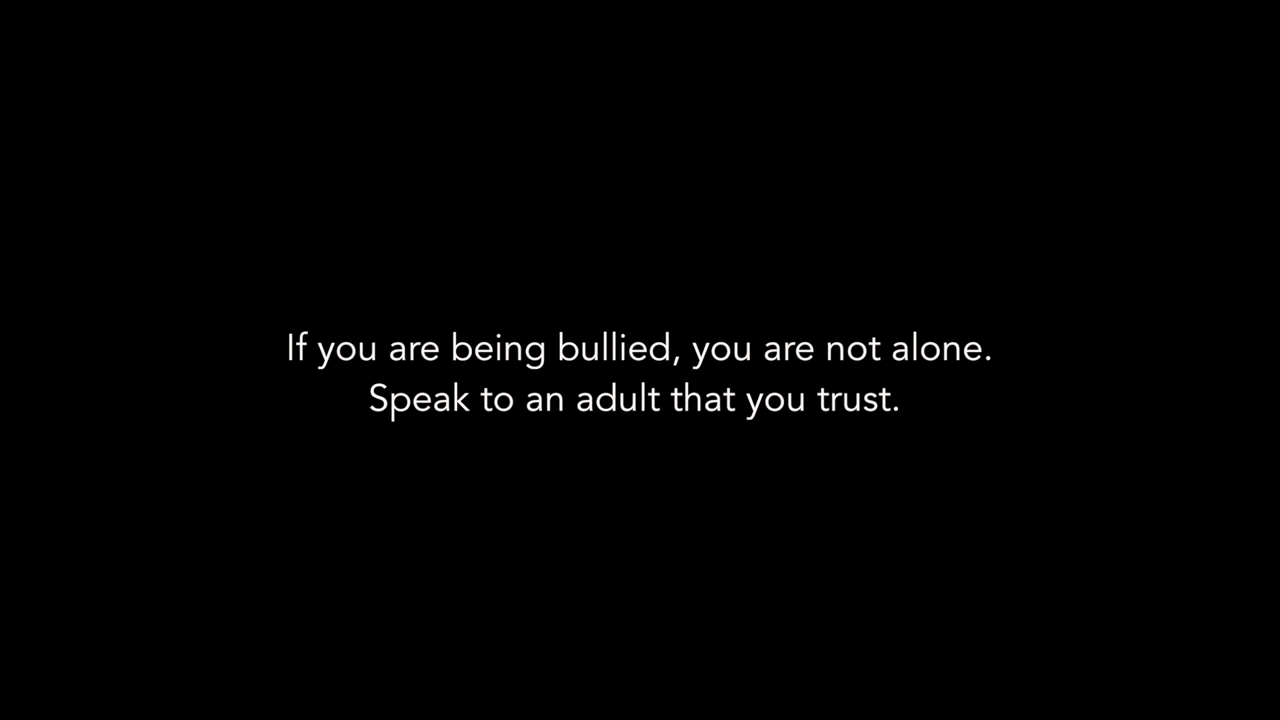 If you are being bullied, you are not alone.
Speak to an adult that you trust.